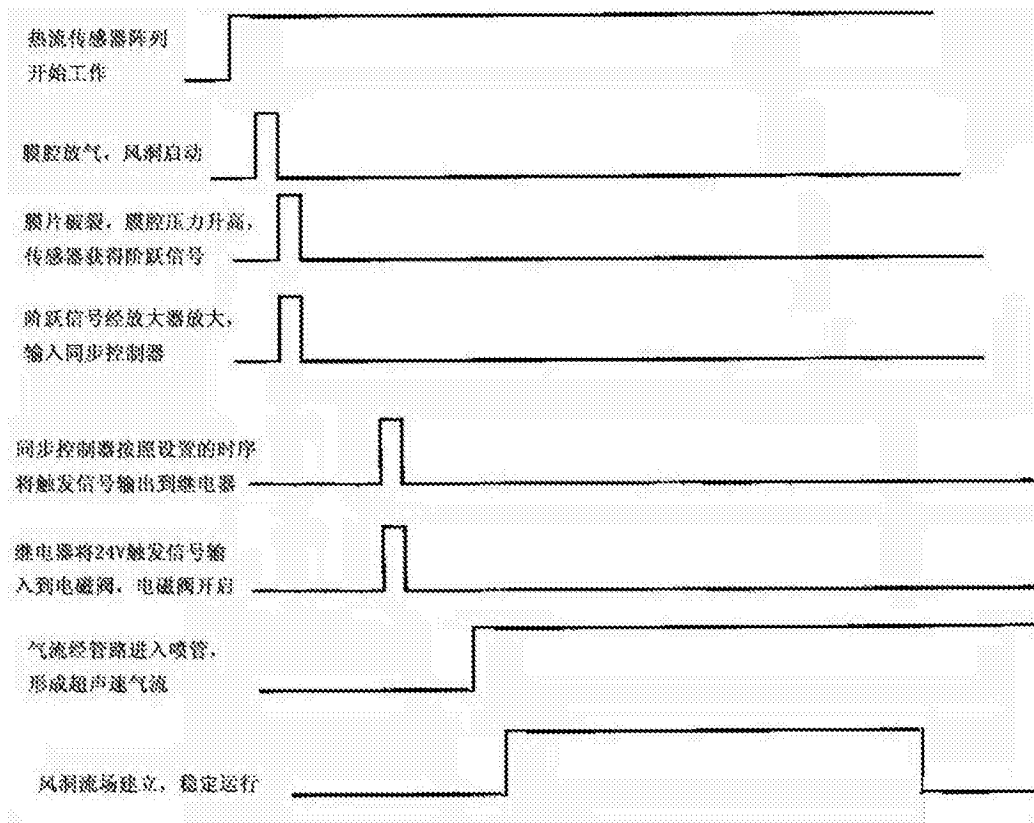 热流传感器阵列
开始工作
膜腔放气，风洞启动
膜片破裂，膜腔压力升高，
传感器获得阶跃信号
阶跃信号经放大器放大，
输入同步控制器
同步控制器按照设置的时序
将触发信号输出到继电器
继电器将24V触发信号输
入到电磁阀，电磁阀开启
气流经管路进入喷管，
形成超声速气流
风洞流场建立，稳定运行